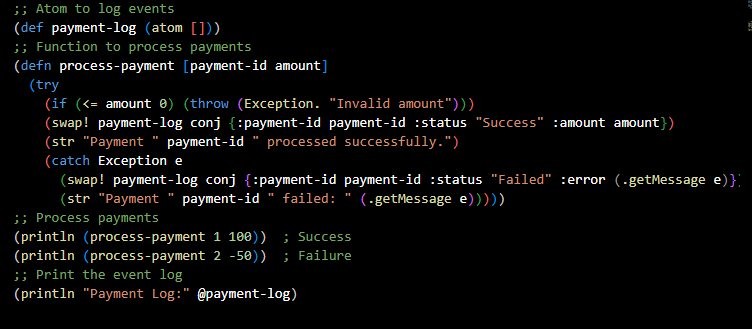 ;; Atom to log events
(def payment-log (atom []))
;; Function to process payments
(defn process-payment [payment-id amount]
  (try
    (if (<= amount 0) (throw (Exception. "Invalid amount")))
    (swap! payment-log conj {:payment-id payment-id :status "Success" :amount amount})
    (str "Payment " payment-id " processed successfully.")
    (catch Exception e
      (swap! payment-log conj {:payment-id payment-id :status "Failed" :error (.getMessage e)})
      (str "Payment " payment-id " failed: " (.getMessage e)))))
;; Process payments
(println (process-payment 1 100))  ; Success
(println (process-payment 2 -50))  ; Failure
;; Print the event log
(println "Payment Log:" @payment-log)